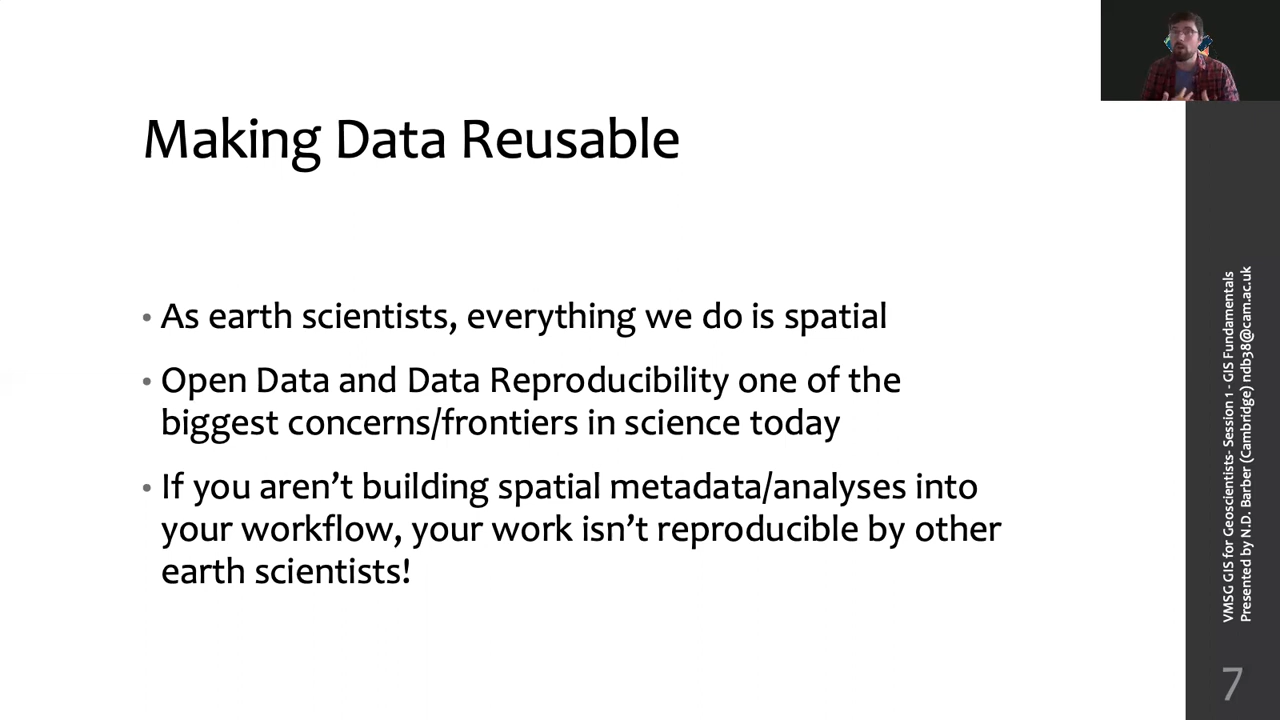 Making Data Reusable
• As earth scientists, everything we do is spatial
• Open Data and Data Reproducibility one of the
biggest concerns/frontiers in science today
• If you aren’t building spatial metadata/analyses into
your workflow, your work isn’t reproducible by other
earth scientists!
VMSG GIS for Geoscientists- Session 1 - GIS Fundamentals
Presented by N.D. Barber (Cambridge) ndb38@cam.ac.uk
7